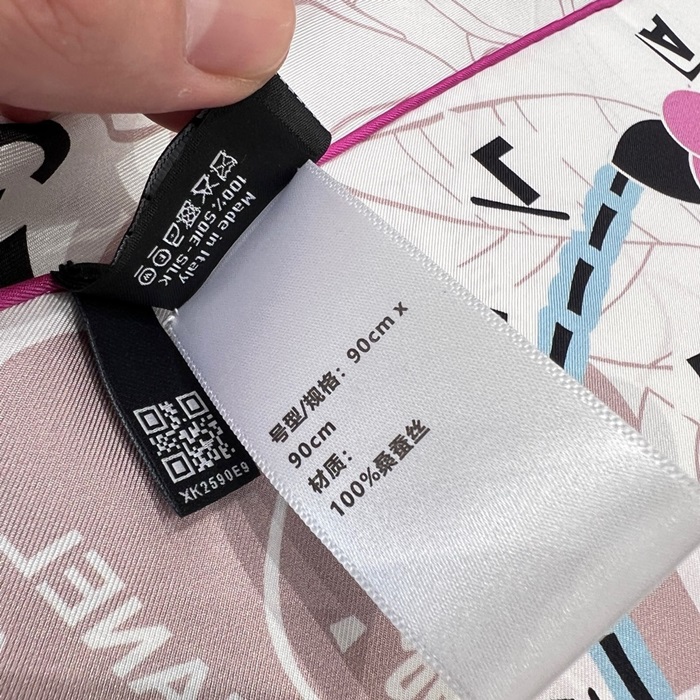 Made in Italy
100% SOIE - SILK
XK2590E9
号型/规格：90cm x
90cm
材质：
100%桑蚕丝
ANEL